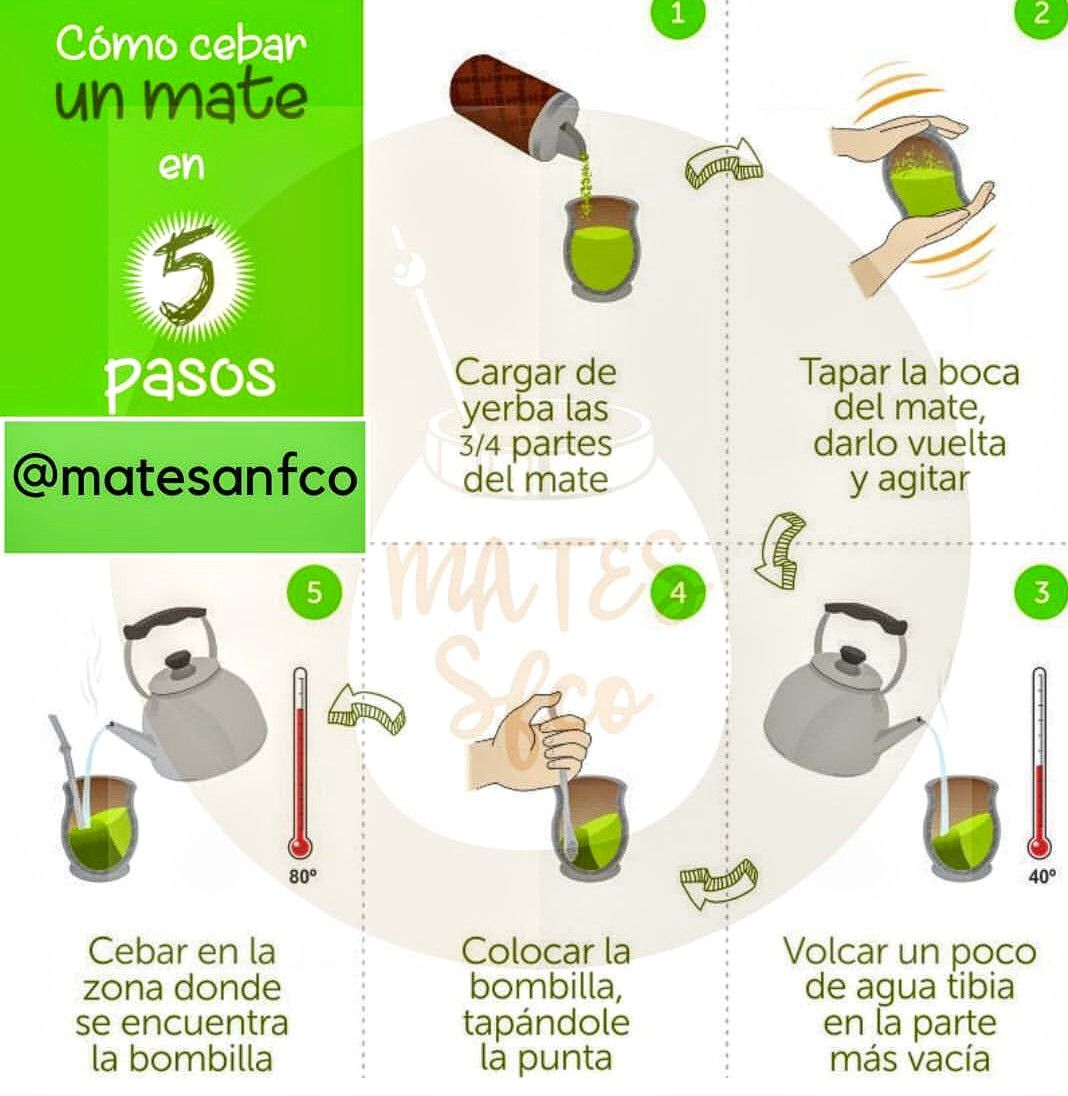 Cómo cebar
un mate
en
5
pasos
@matesanfco
1
Cargar de
yerba las
3/4 partes
del mate
2
Tapar la boca
del mate,
darlo vuelta
y agitar
3
40º
Volcar un poco
de agua tibia
en la parte
más vacía
4
Colocar la
bombilla,
tapándole
la punta
5
80º
Cebar en la
zona donde
se encuentra
la bombilla
MATES
Sfco